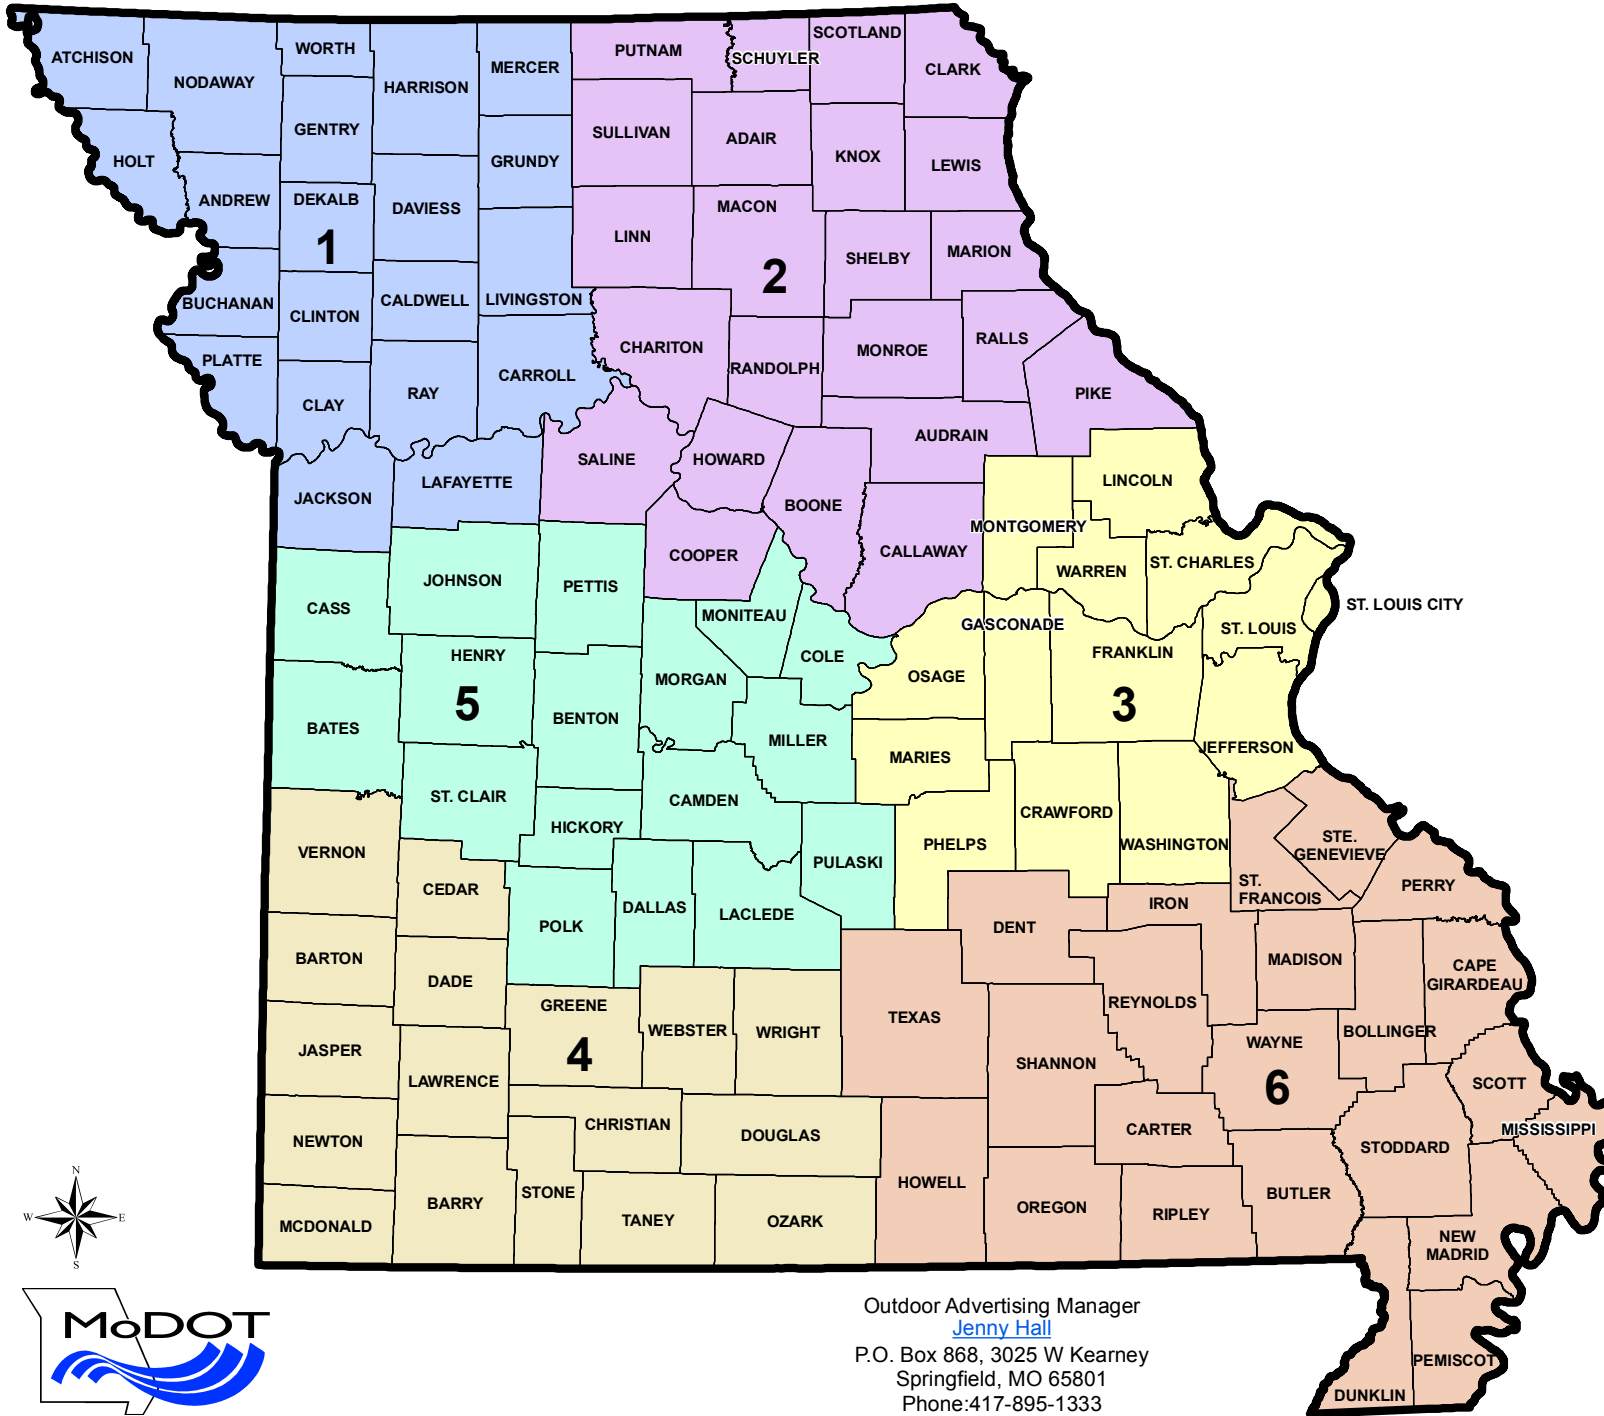 ATCHISON
NODAWAY
WORTH
HARRISON
MERCER
PUTNAM
SCHUYLER
SCOTLAND
CLARK
HOLT
GENTRY
GRUNDY
SULLIVAN
ADAIR
KNOX
LEWIS
ANDREW
DEKALB
DAVIESS
LINN
MACON
SHELBY
MARION
1
2
BUCHANAN
CLINTON
CALDWELL
LIVINGSTON
CHARITON
RANDOLPH
MONROE
RALLS
PLATTE
CLAY
RAY
CARROLL
PIKE
AUDRAIN
JACKSON
LAFAYETTE
SALINE
HOWARD
BOONE
LINCOLN
COOPER
CALLAWAY
MONTGOMERY
WARREN
ST. CHARLES
CASS
JOHNSON
PETTIS
MONITEAU
COLE
GASCONADE
ST. LOUIS
ST. LOUIS CITY
HENRY
MORGAN
OSAGE
FRANKLIN
5
3
BATES
BENTON
MILLER
MARIES
JEFFERSON
ST. CLAIR
CAMDEN
HICKORY
CRAWFORD
VERNON
PULASKI
PHELPS
WASHINGTON
STE.
GENEVIEVE
CEDAR
POLK
DALLAS
LACLEDE
DENT
IRON
ST.
FRANCOIS
PERRY
BARTON
DADE
MADISON
CAPE
GIRARDEAU
GREENE
WEBSTER
WRIGHT
TEXAS
REYNOLDS
BOLLINGER
JASPER
4
LAWRENCE
SHANNON
WAYNE
6
SCOTT
NEWTON
CHRISTIAN
DOUGLAS
CARTER
STODDARD
MISSISSIPPI
MCDONALD
BARRY
STONE
TANEY
OZARK
HOWELL
OREGON
RIPLEY
BUTLER
NEW
MADRID
PEMISCOT
DUNKLIN
N
W
E
S
MoDOT
Outdoor Advertising Manager
Jenny Hall
P.O. Box 868, 3025 W Kearney
Springfield, MO 65801
Phone:417-895-1333